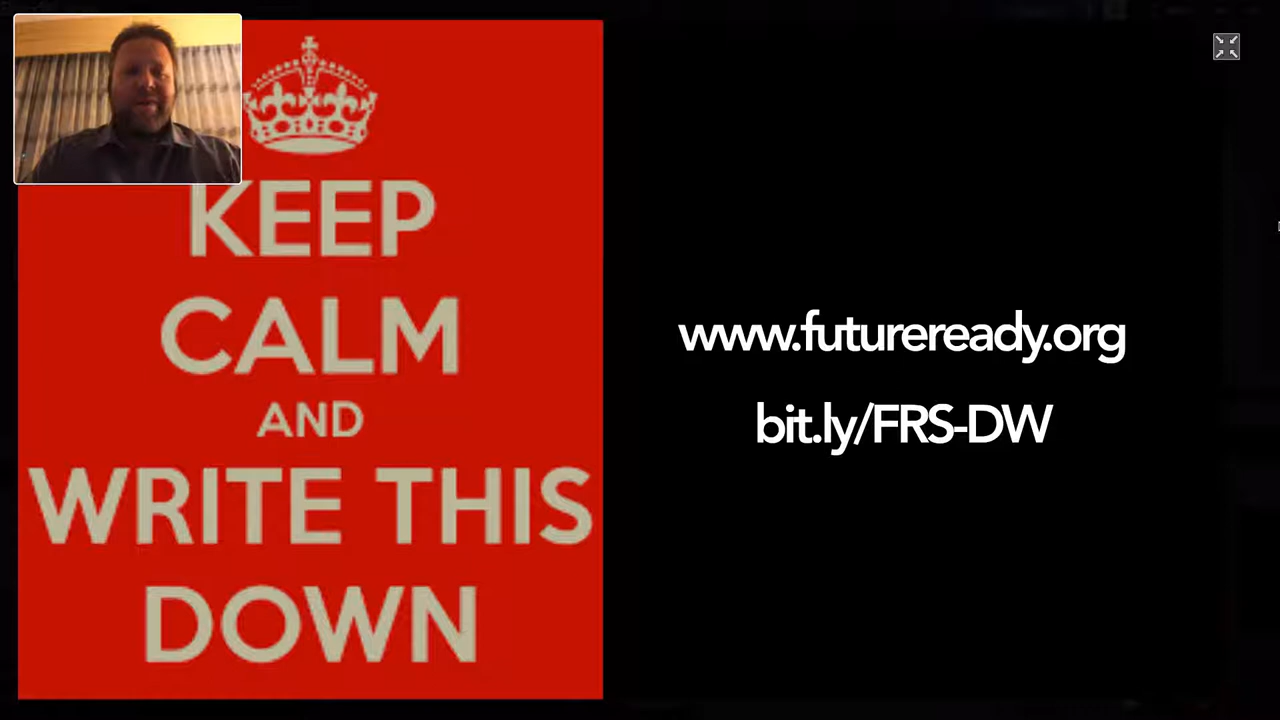 KEEP
CALM
AND
WRITE THIS
DOWN
www.futureready.org
bit.ly/FRS-DW